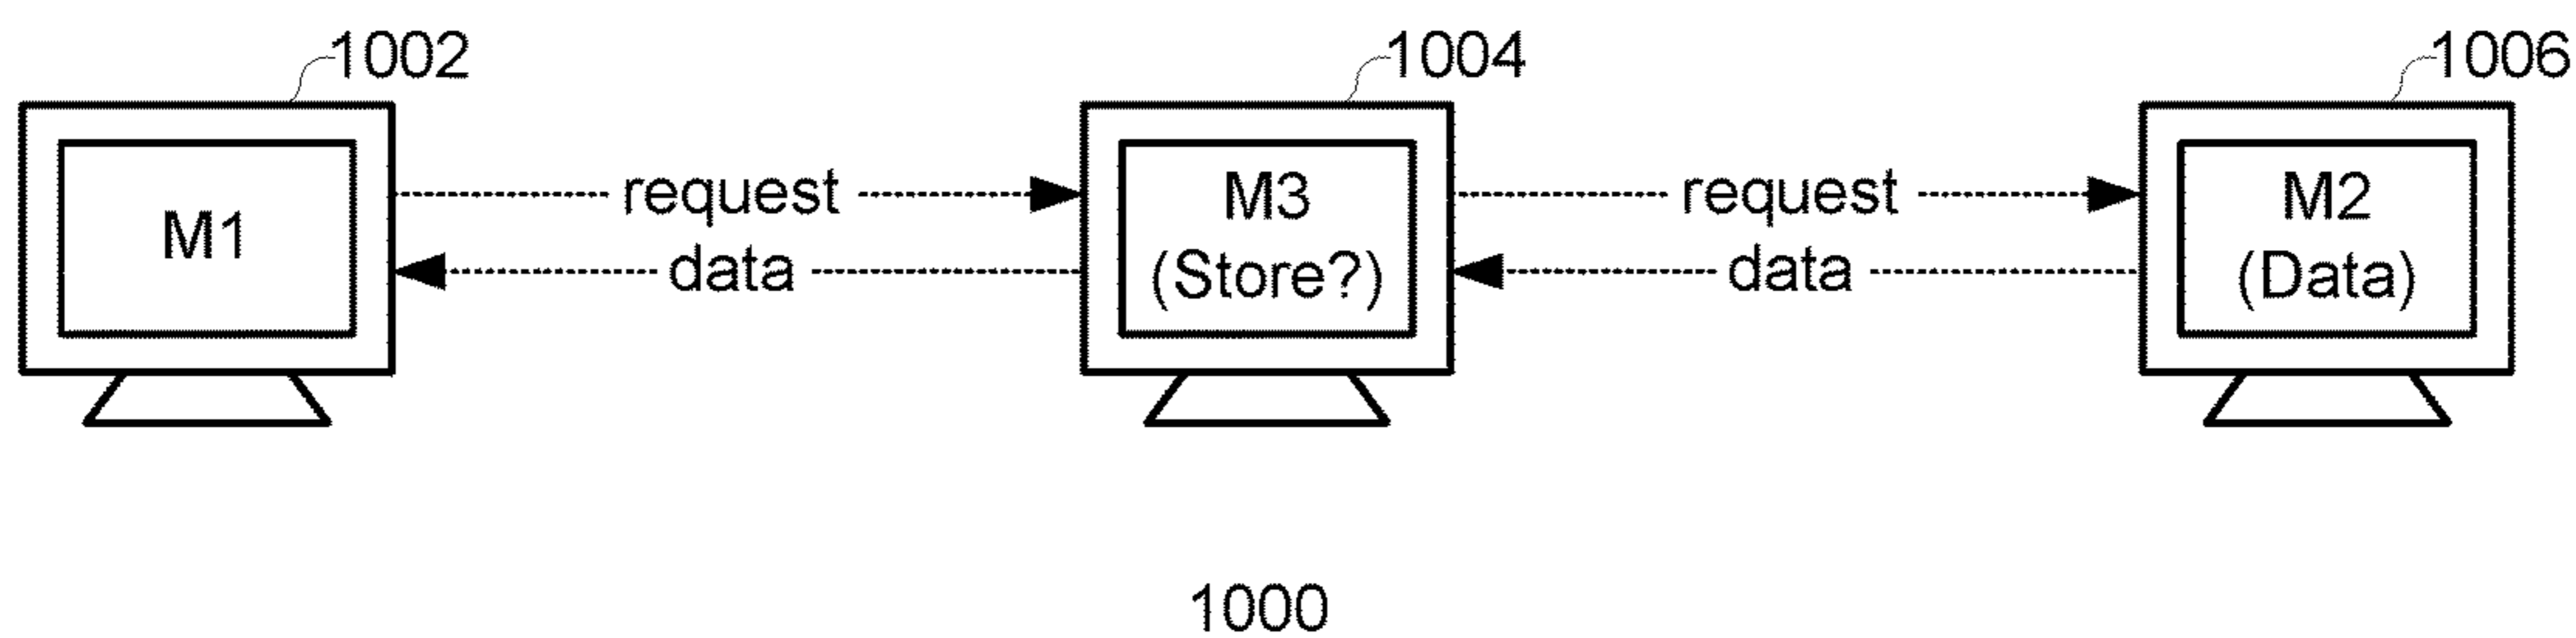 1002
1004
1006
M1
request
data
M3
(Store?)
request
data
M2
(Data)
1000